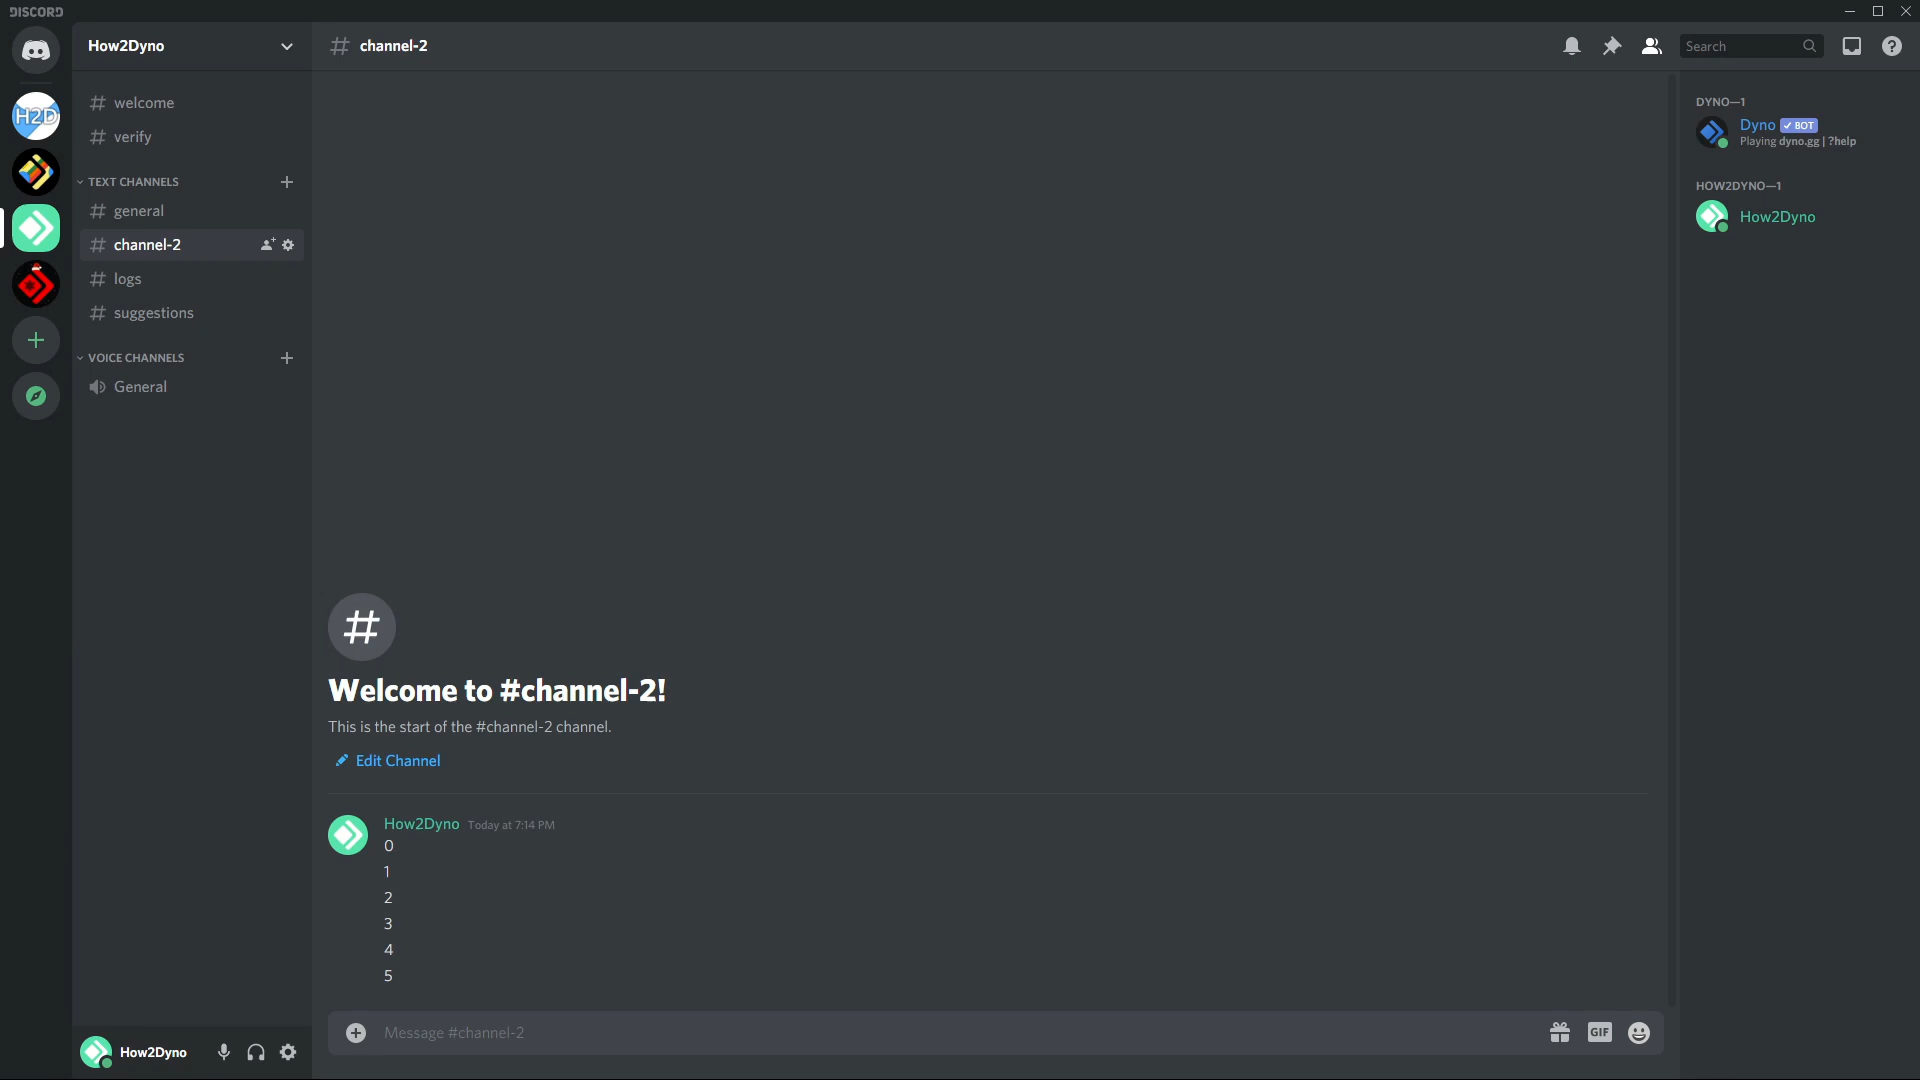 DISCORD
How2Dyno
H2D
welcome
verify
TEXT CHANNELS
general
channel-2
logs
suggestions
VOICE CHANNELS
General
How2Dyno
channel-2
Search
Welcome to #channel-2!
This is the start of the #channel-2 channel.
Edit Channel
How2Dyno Today at 7:14 PM
0
1
2
3
4
5
Message #channel-2
GIF
DYNO—1
Dyno ✓ BOT
Playing dyno.gg | ?help
HOW2DYNO—1
How2Dyno